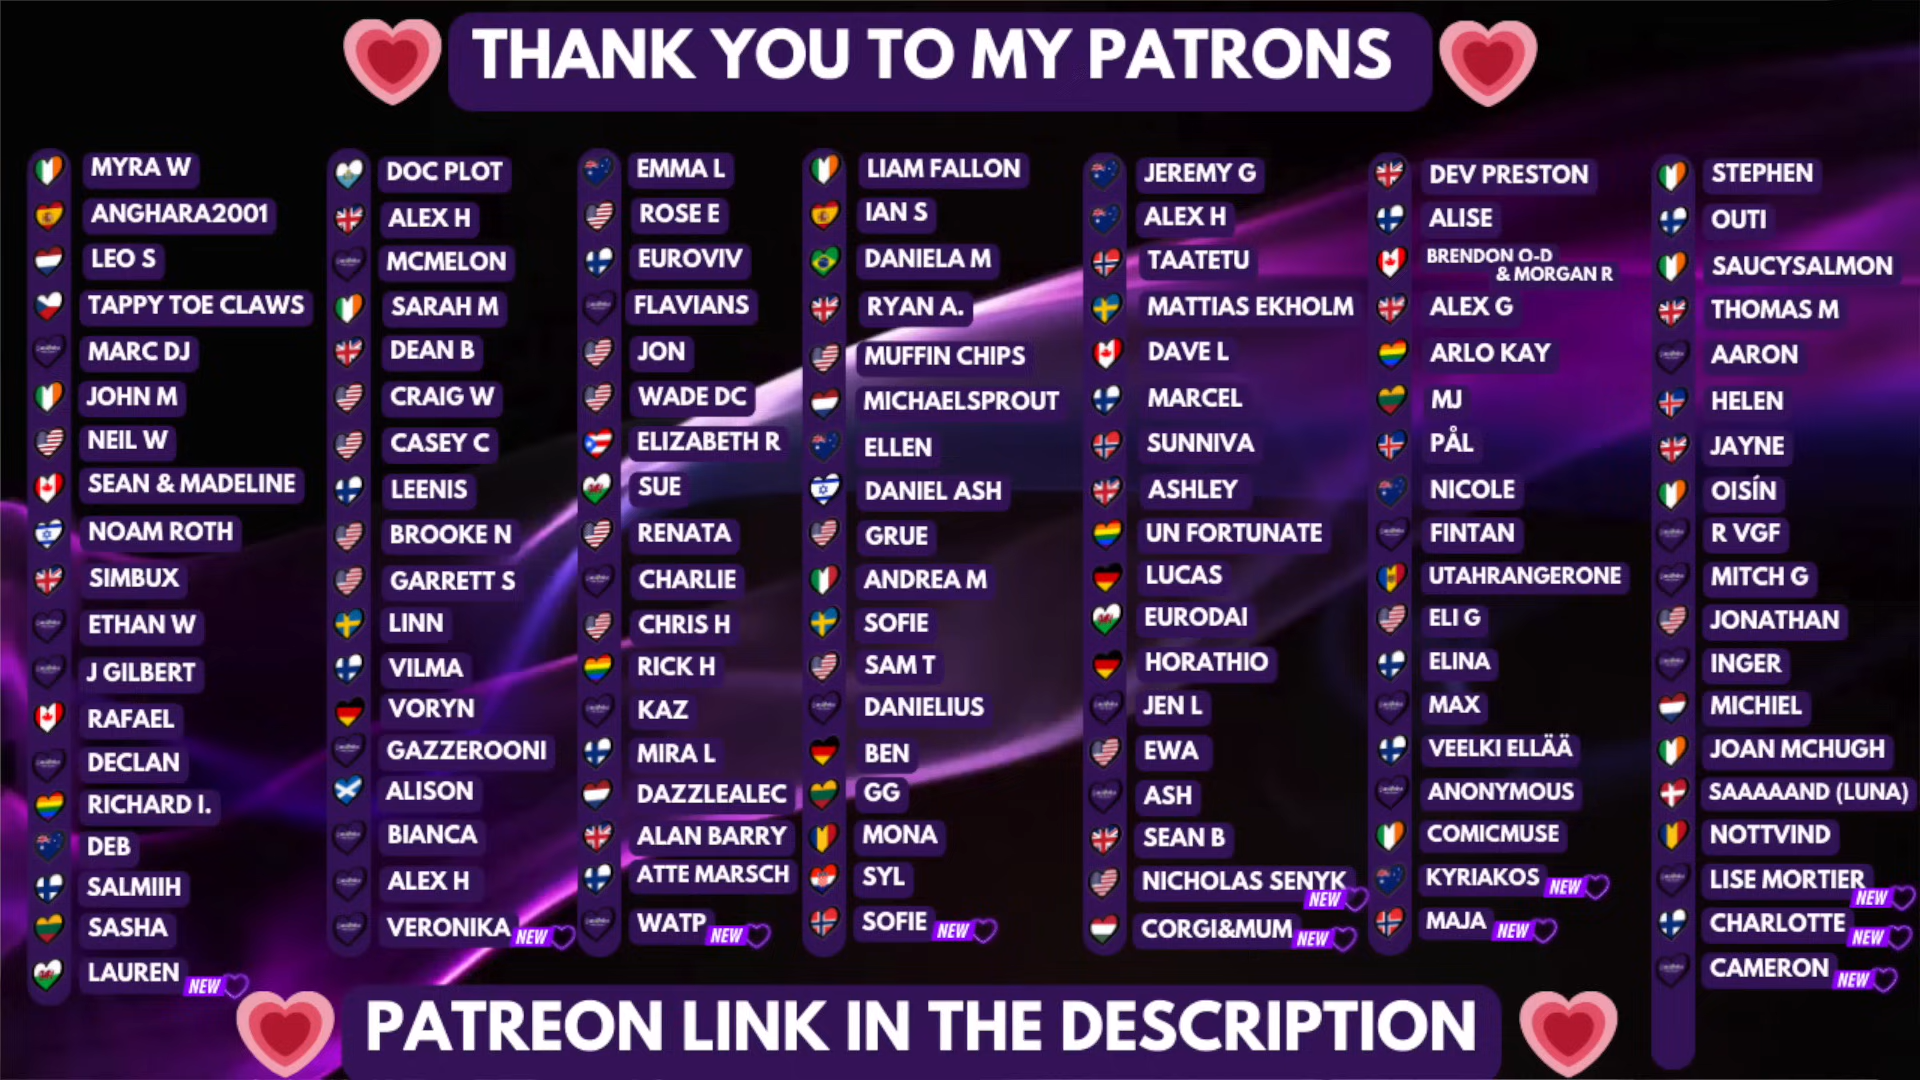 THANK YOU TO MY PATRONS
MYRA W
ANGHARA2001
LEO S
TAPPY TOE CLAWS
MARC DJ
JOHN M
NEIL W
SEAN & MADELINE
NOAM ROTH
SIMBUX
ETHAN W
J GILBERT
RAFAEL
DECLAN
RICHARD I.
DEB
SALMIIH
SASHA
LAUREN NEW
DOC PLOT
ALEX H
MCMELON
SARAH M
DEAN B
CRAIG W
CASEY C
LEENIS
BROOKE N
GARRETT S
LINN
VILMA
VORYN
GAZZEROONI
ALISON
BIANCA
ALEX H
VERONIKA NEW
EMMA L
ROSE E
EUROVIV
FLAVIANS
JON
WADE DC
ELIZABETH R
SUE
RENATA
CHARLIE
CHRIS H
RICK H
KAZ
MIRA L
DAZZLEALEC
ALAN BARRY
ATTE MARSCH
WATP NEW
LIAM FALLON
IAN S
DANIELA M
RYAN A.
MUFFIN CHIPS
MICHAELSPROUT
ELLEN
DANIEL ASH
GRUE
ANDREA M
SOFIE
SAM T
DANIELIUS
BEN
GG
MONA
SYL
SOFIE NEW
JEREMY G
ALEX H
TAATETU
MATTIAS EKHOLM
DAVE L
MARCEL
SUNNIVA
ASHLEY
UN FORTUNATE
LUCAS
EURODAI
HORATHIO
JEN L
EWA
ASH
SEAN B
NICHOLAS SENYK NEW
CORGI&MUM NEW
DEV PRESTON
ALISE
BRENDON O-D
& MORGAN R
ALEX G
ARLO KAY
MJ
PÅL
NICOLE
FINTAN
UTAHRANGERONE
ELI G
ELINA
MAX
VEELKI ELLÄÄ
ANONYMOUS
COMICMUSE
KYRIAKOS NEW
MAJA NEW
STEPHEN
OUTI
SAUCYSALMON
THOMAS M
AARON
HELEN
JAYNE
OISÍN
R VGF
MITCH G
JONATHAN
INGER
MICHIEL
JOAN MCHUGH
SAAAAAND (LUNA)
NOTTVIND
LISE MORTIER NEW
CHARLOTTE NEW
CAMERON NEW
PATREON LINK IN THE DESCRIPTION